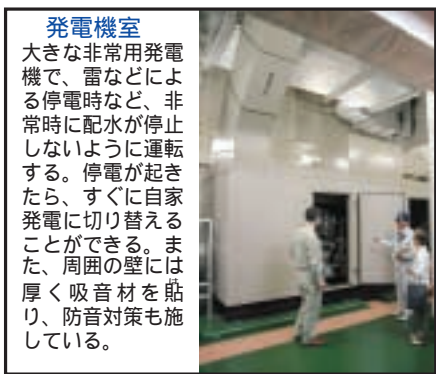 発電機室
大きな非常用発電
機で、雷などによ
る停電時など、非
常時に配水が停止
しないように運転
する。停電が起き
たら、すぐに自家
発電に切り替える
ことができる。ま
た、周囲の壁には
厚く吸音材を貼
り、防音対策も施
している。